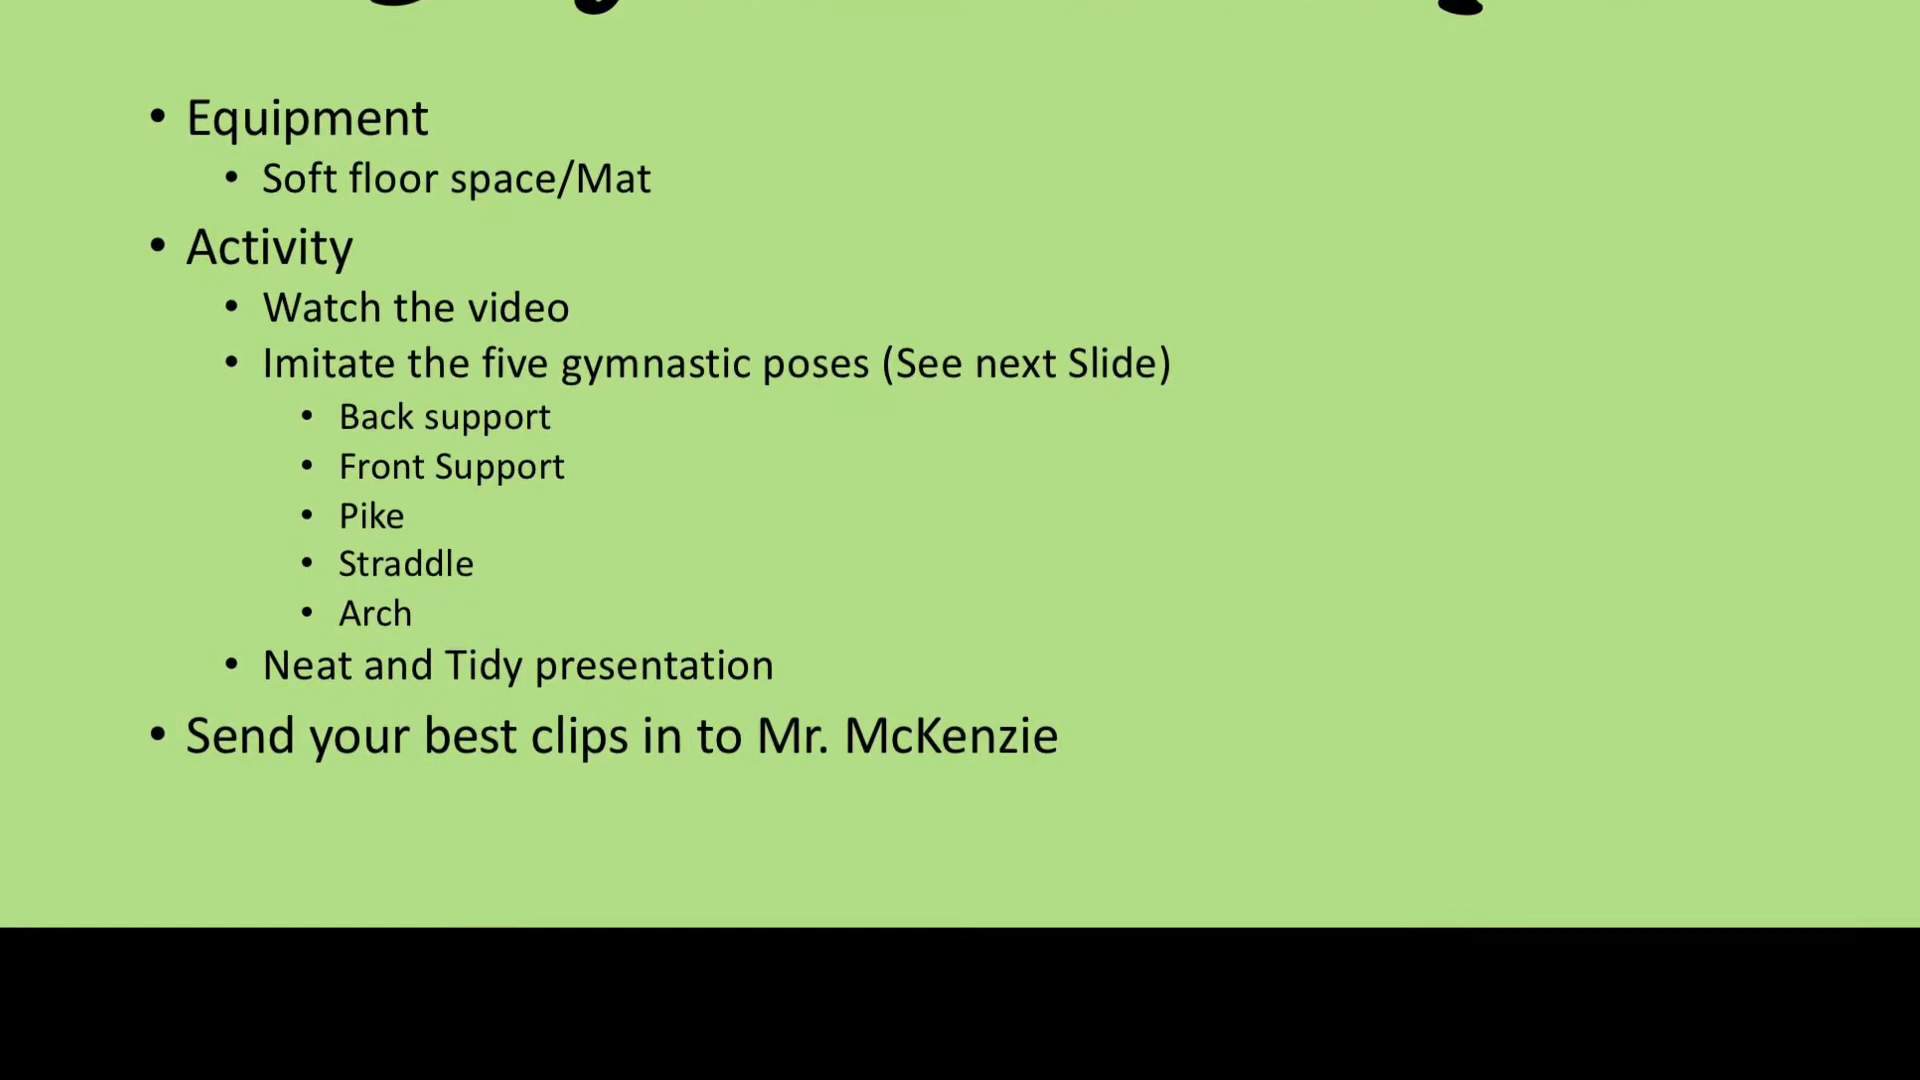 • Equipment
• Soft floor space/Mat
• Activity
• Watch the video
• Imitate the five gymnastic poses (See next Slide)
• Back support
• Front Support
• Pike
• Straddle
• Arch
• Neat and Tidy presentation
• Send your best clips in to Mr. McKenzie